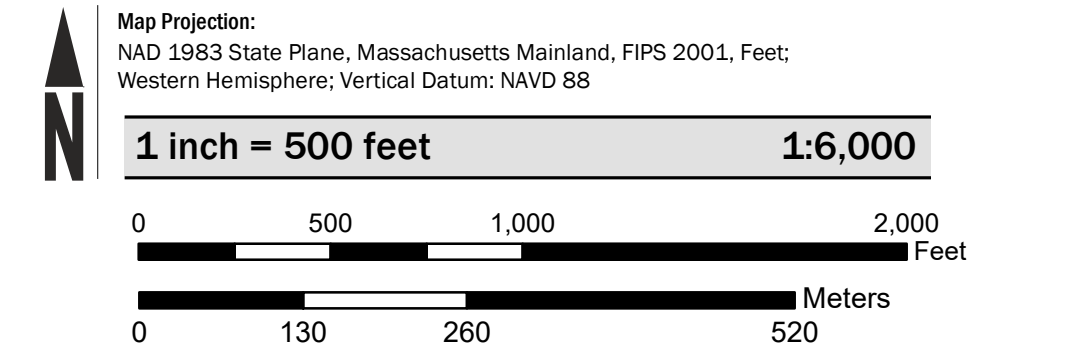 N
Map Projection:
NAD 1983 State Plane, Massachusetts Mainland, FIPS 2001, Feet;
Western Hemisphere; Vertical Datum: NAVD 88
1 inch = 500 feet 1:6,000
0 500 1,000 2,000
Feet
Meters
0 130 260 520